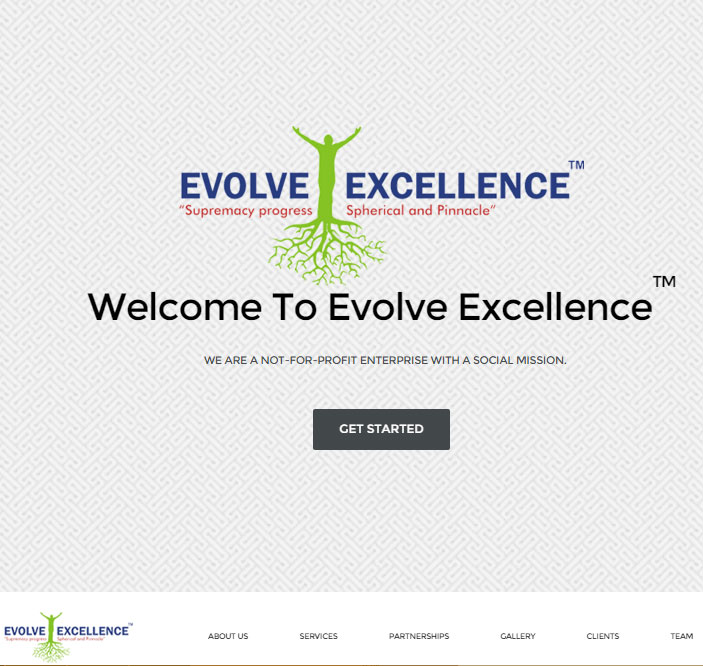 EVOLVE EXCELLENCE™
"Supremacy progress Spherical and Pinnacle"
Welcome To Evolve Excellence™
WE ARE A NOT-FOR-PROFIT ENTERPRISE WITH A SOCIAL MISSION.
GET STARTED
EVOLVE EXCELLENCE™
"Supremacy progress Spherical and Pinnacle"
ABOUT US SERVICES PARTNERSHIPS GALLERY CLIENTS TEAM